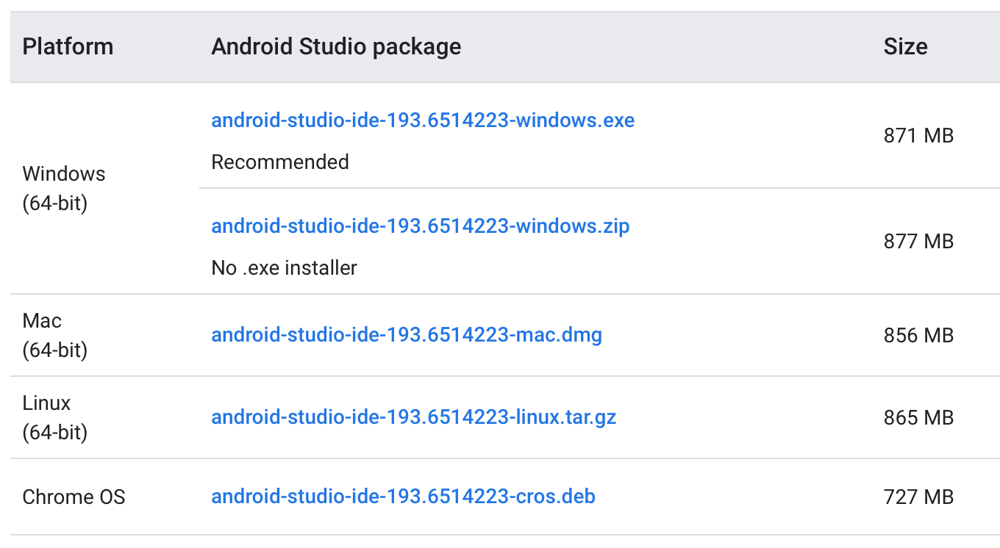 Platform Android Studio package Size
android-studio-ide-193.6514223-windows.exe
871 MB
Recommended
Windows
(64-bit)
android-studio-ide-193.6514223-windows.zip
877 MB
No .exe installer
Mac
(64-bit)
android-studio-ide-193.6514223-mac.dmg
856 MB
Linux
(64-bit)
android-studio-ide-193.6514223-linux.tar.gz
865 MB
Chrome OS android-studio-ide-193.6514223-cros.deb 727 MB